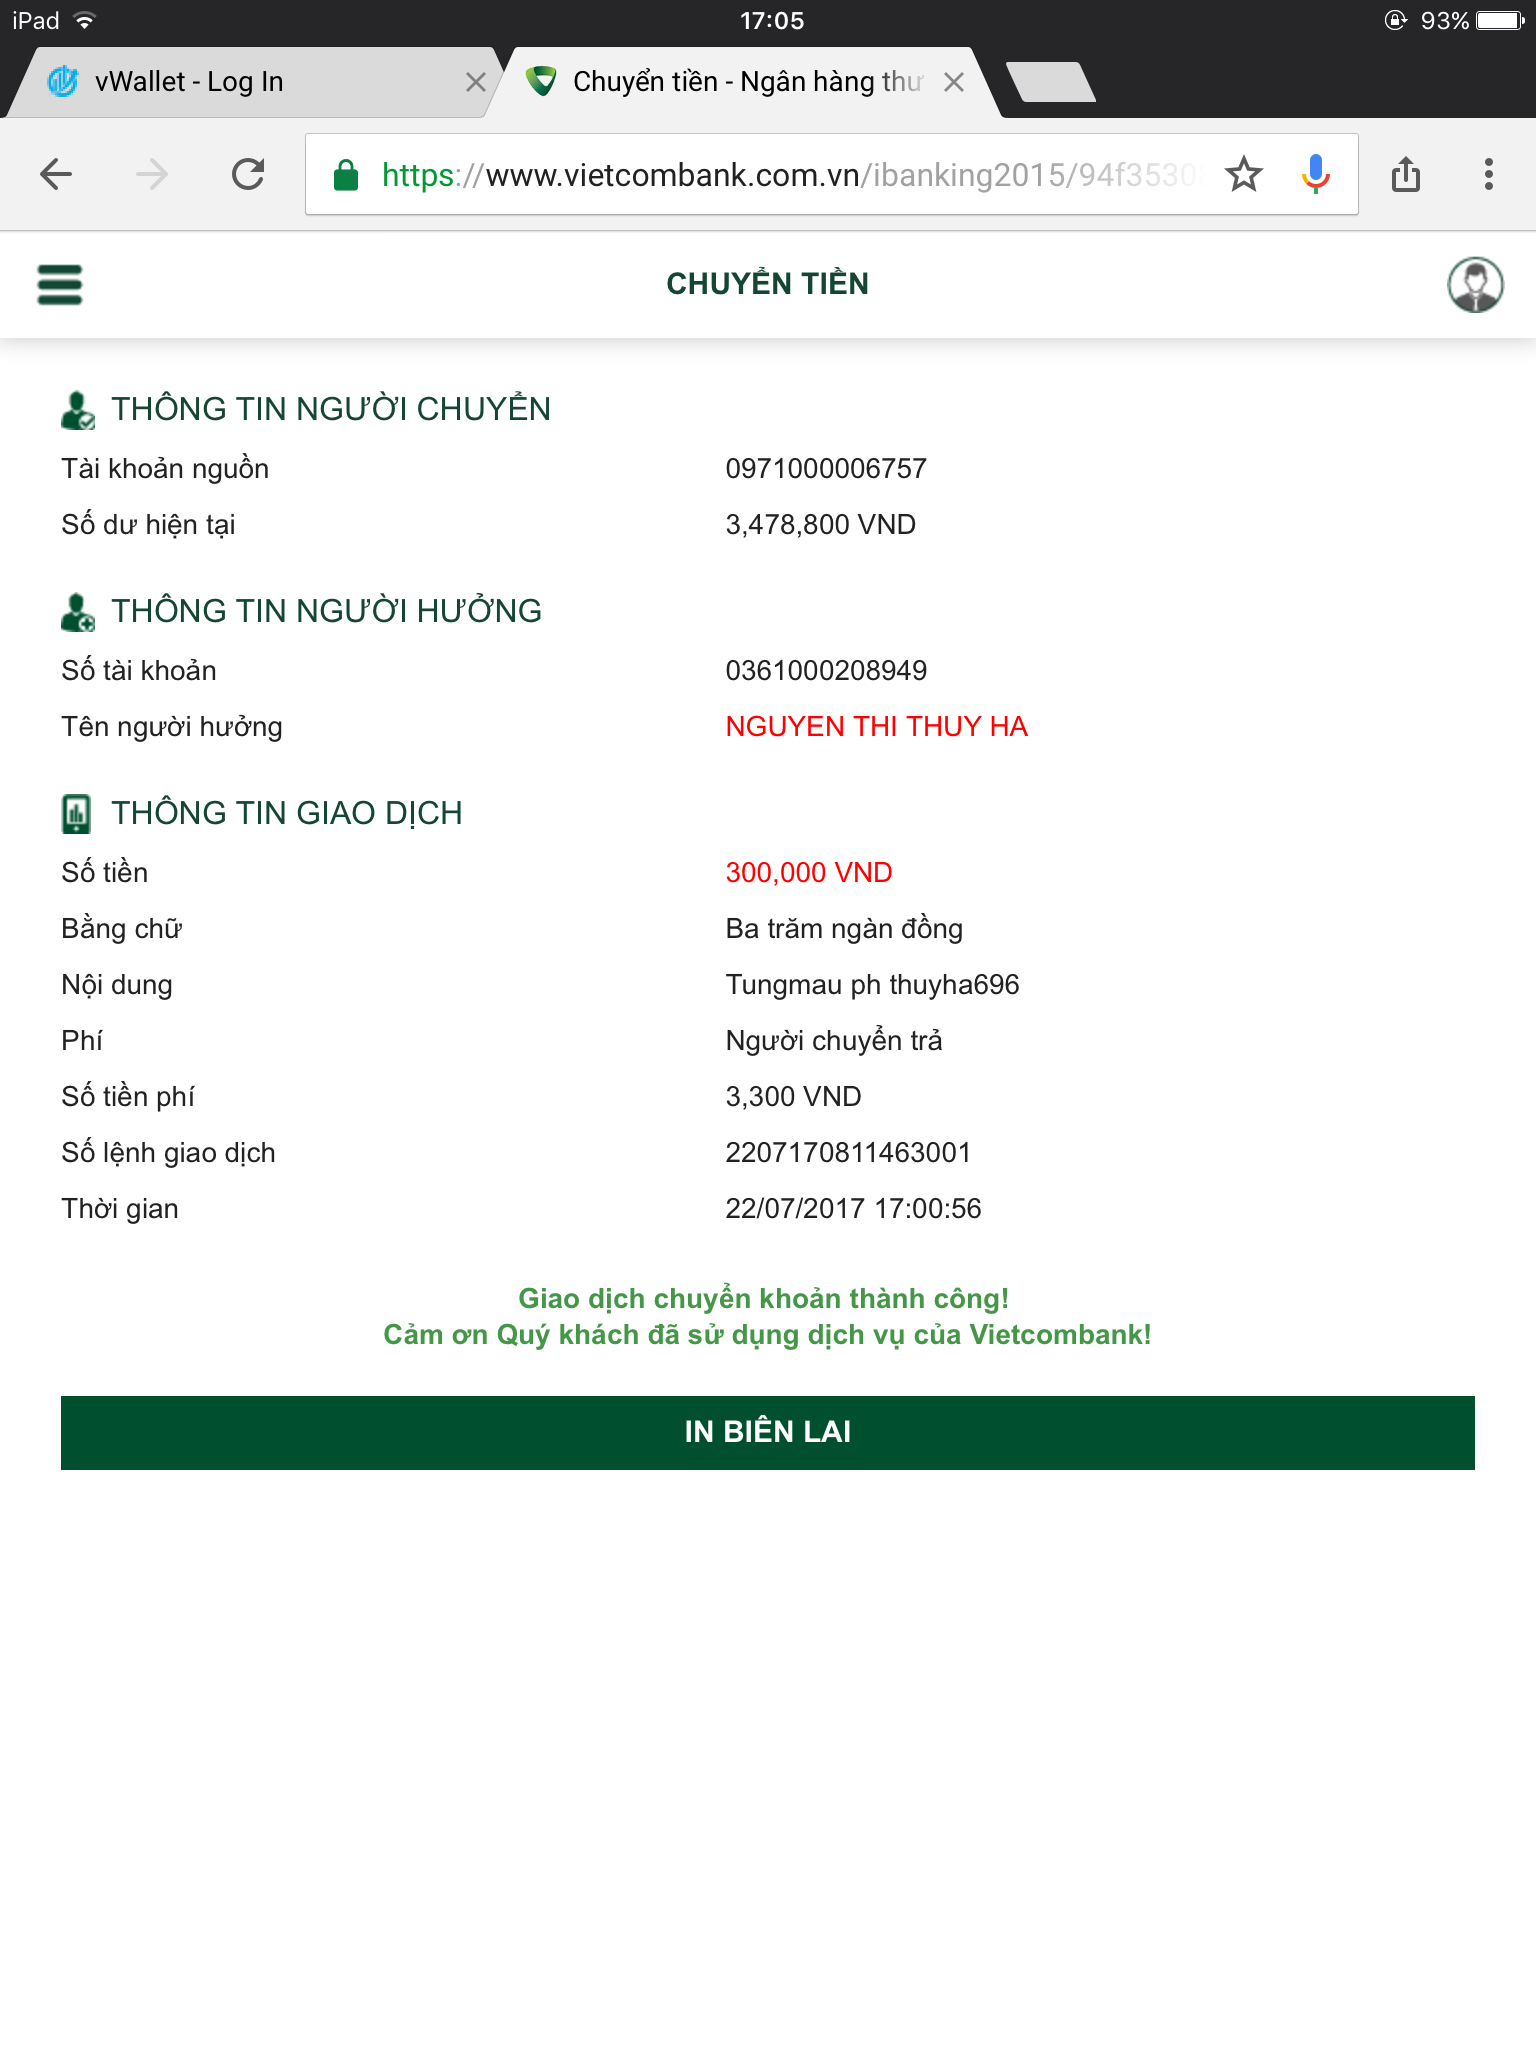 iPad 17:05 93%
vWallet - Log In
Chuyển tiền - Ngân hàng thư
https://www.vietcombank.com.vn/ibanking2015/94f3530
CHUYỂN TIỀN
THÔNG TIN NGƯỜI CHUYỂN
Tài khoản nguồn 0971000006757
Số dư hiện tại 3,478,800 VND
THÔNG TIN NGƯỜI HƯỞNG
Số tài khoản 0361000208949
Tên người hưởng NGUYEN THI THUY HA
THÔNG TIN GIAO DỊCH
Số tiền 300,000 VND
Bằng chữ Ba trăm ngàn đồng
Nội dung Tungmau ph thuyha696
Phí Người chuyển trả
Số tiền phí 3,300 VND
Số lệnh giao dịch 2207170811463001
Thời gian 22/07/2017 17:00:56
Giao dịch chuyển khoản thành công!
Cảm ơn Quý khách đã sử dụng dịch vụ của Vietcombank!
IN BIÊN LAI